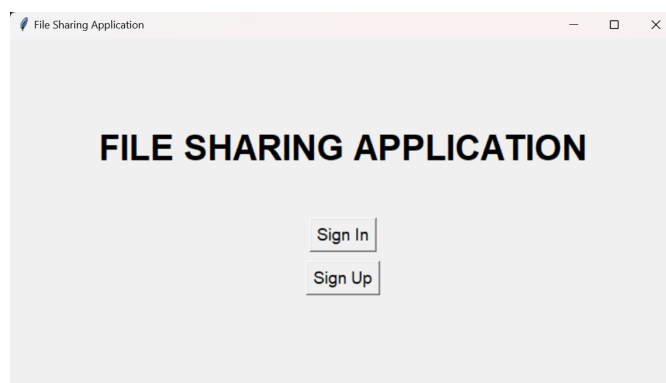 File Sharing Application
FILE SHARING APPLICATION
Sign In
Sign Up